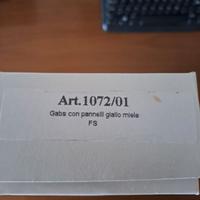 Art.1072/01
Gabs con pannelli giallo miele
FS